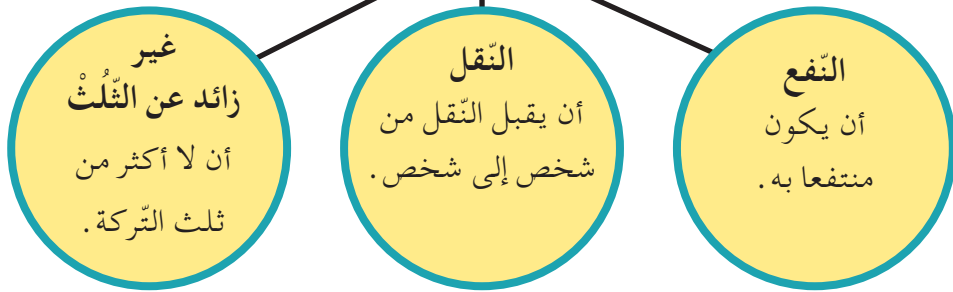 النّفع
أن يكون
منتفعا به.
النّقل
أن يقبل النّقل من
شخص إلى شخص.
غير
زائد عن الثّلُثْ
أن لا أكثر من
ثلث التّركة.